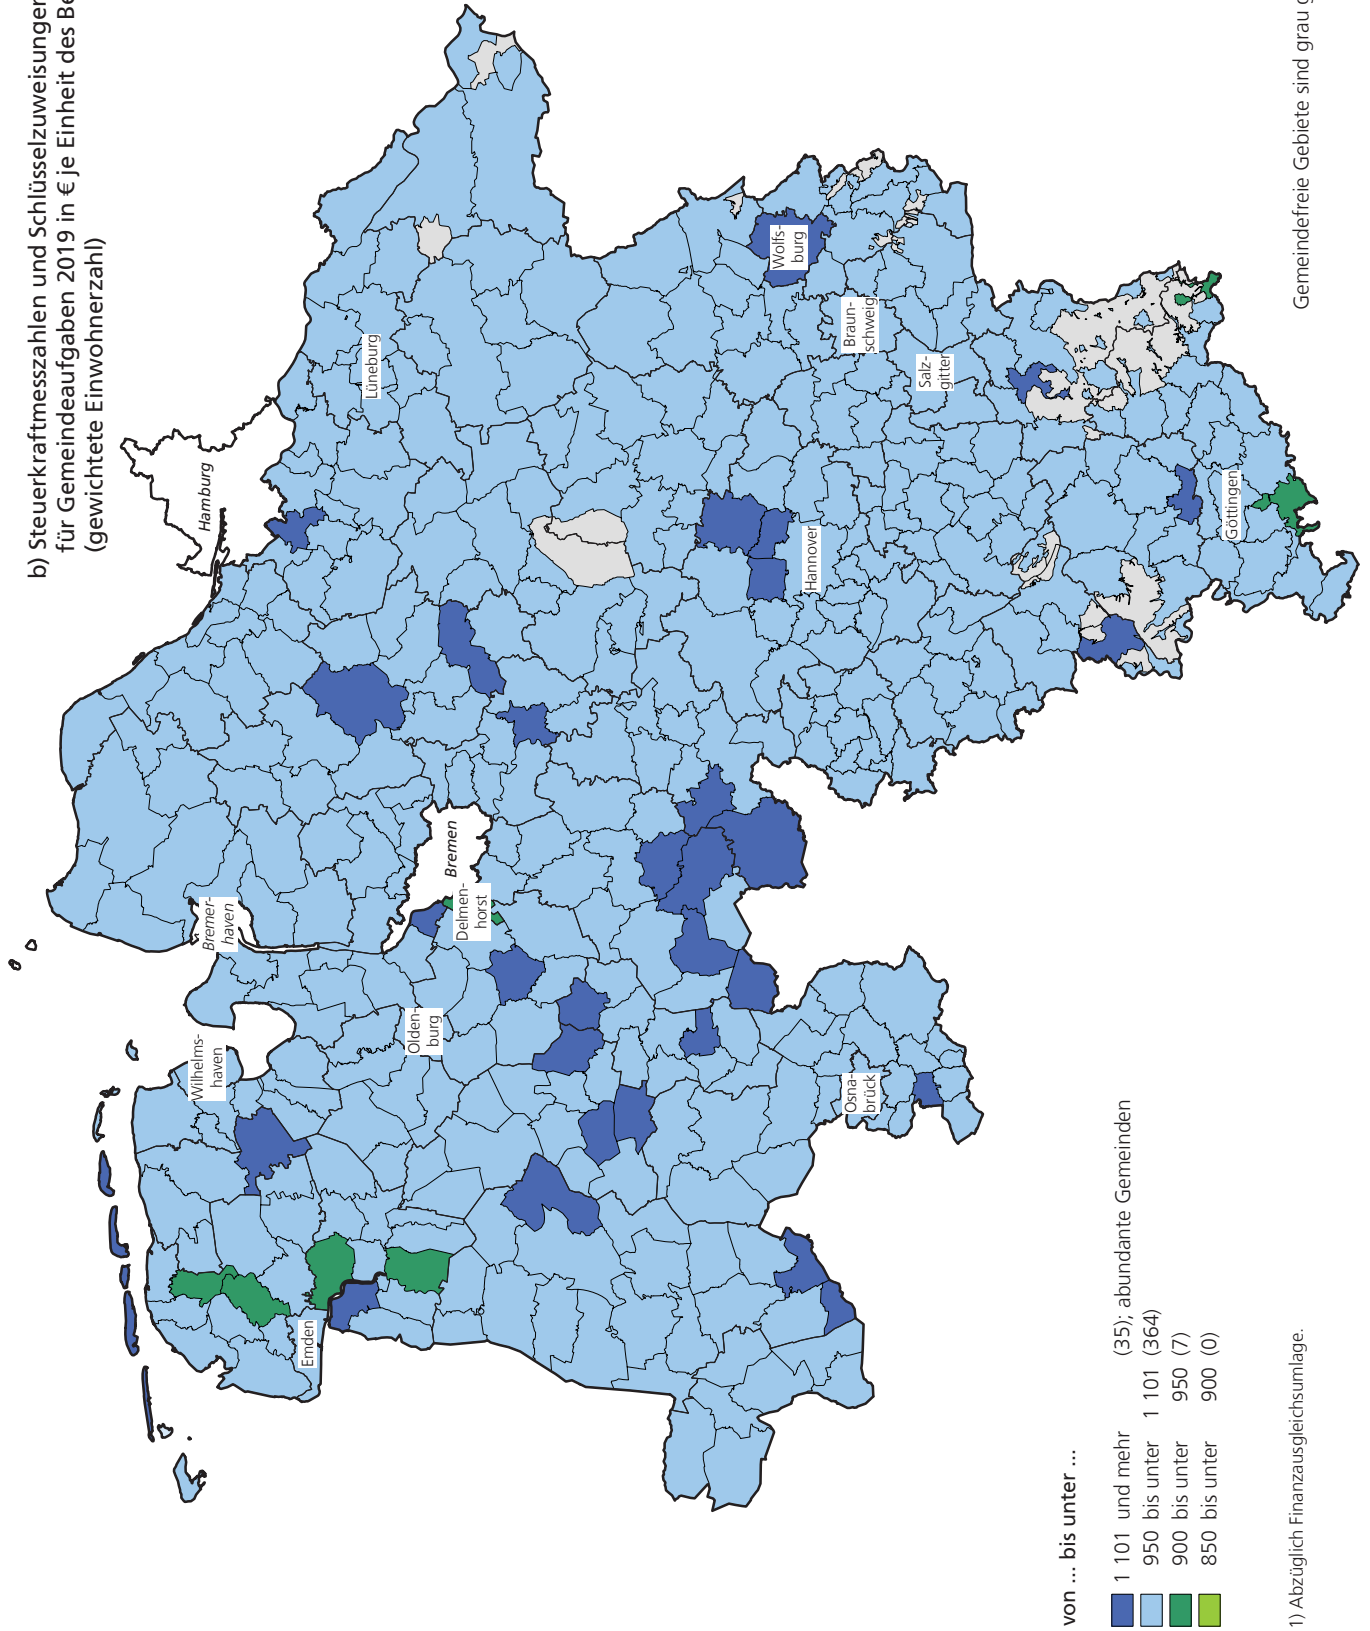 b) Steuerkraftmesszahlen und Schlüsselzuweisungen
für Gemeindeaufgaben 2019 in € je Einheit des
(gewichtete Einwohnerzahl)
Hamburg
Lüneburg
Bremer-
haven
Bremen
Delmen-
horst
Wilhelms-
haven
Olden-
burg
Emden
Osna-
brück
Hannover
Wolfs-
burg
Braun-
schweig
Salz-
gitter
Göttingen
von ... bis unter ...
1 101 und mehr (35); abundante Gemeinden
950 bis unter 1 101 (364)
900 bis unter 950 (7)
850 bis unter 900 (0)
1) Abzüglich Finanzausgleichsumlage.
Gemeindefreie Gebiete sind grau